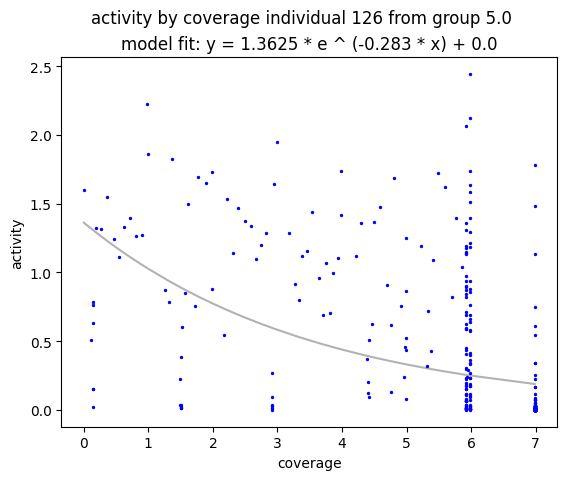 activity by coverage individual 126 from group 5.0
model fit: y = 1.3625 * e ^ (-0.283 * x) + 0.0
2.5
2.0
1.5
1.0
0.5
0.0
activity
0 1 2 3 4 5 6 7
coverage